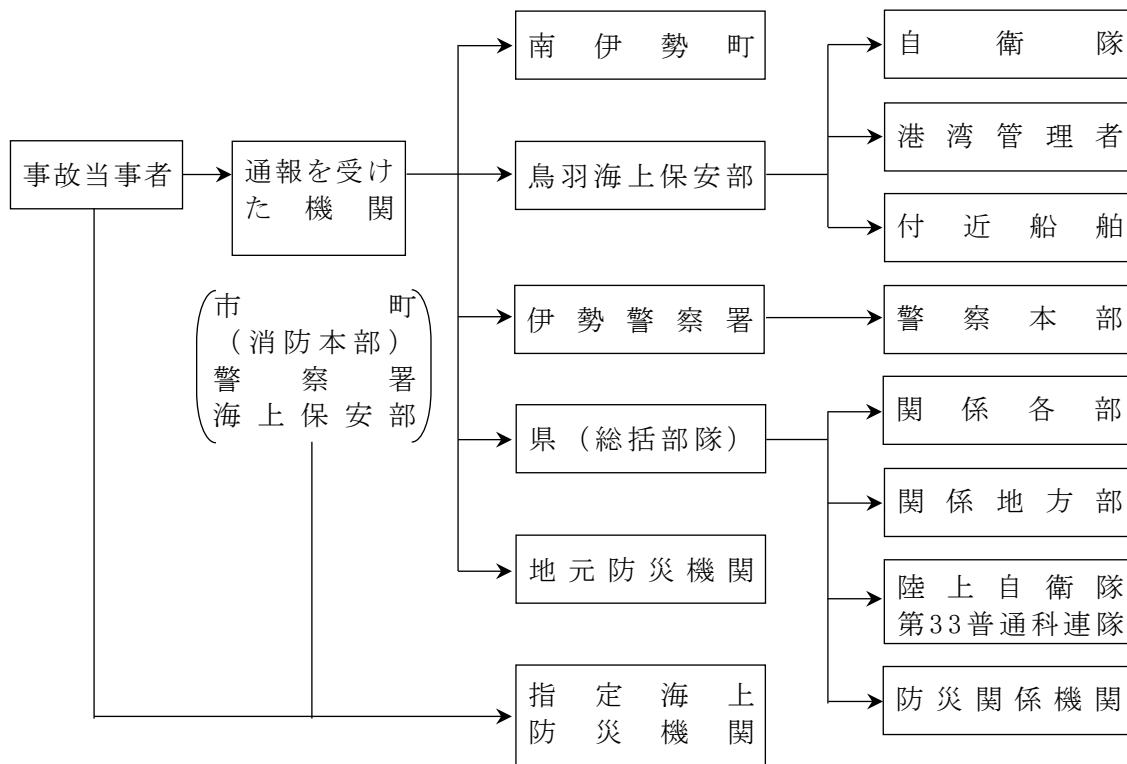 事故当事者
通報を受け
た機関
市町
（消防本部）
警察署
海上保安部
南伊勢町
鳥羽海上保安部
伊勢警察署
県（総括部隊）
地元防災機関
指定海上
防災機関
自衛隊
港湾管理者
付近船舶
警察本部
関係各部
関係地方部
陸上自衛隊
第33普通科連隊
防災関係機関